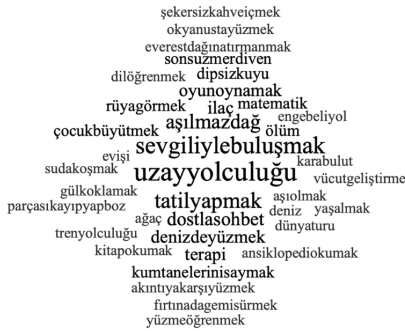 şekersizkahveiçmek
okyanustayüzmek
everestdağınatırmanmak
sonsuzmerdiven
dilöğrenmek dipsizkuyu
oyunoynamak
rüyagörmek ilaç matematik
aşılmazdağ engebeliyol
çocukbüyütmek ölüm
sevgiliylebuluşmak
evişi karabulut
sudakoşmak uzayyolculuğu vücutgeliştirme
gülkoklamak tatilyapmak aşıolmak
parçasıkayıpyapboz deniz yaşalmak
ağaç dostlasohbet dünyaturu
trenyolculuğu denizdeyüzmek
kitapokumak terapi ansiklopediokumak
kumtanelerinisaymak
akıntıyakarşıyüzmek
fırtınadagemisürmek
yüzmeöğrenmek